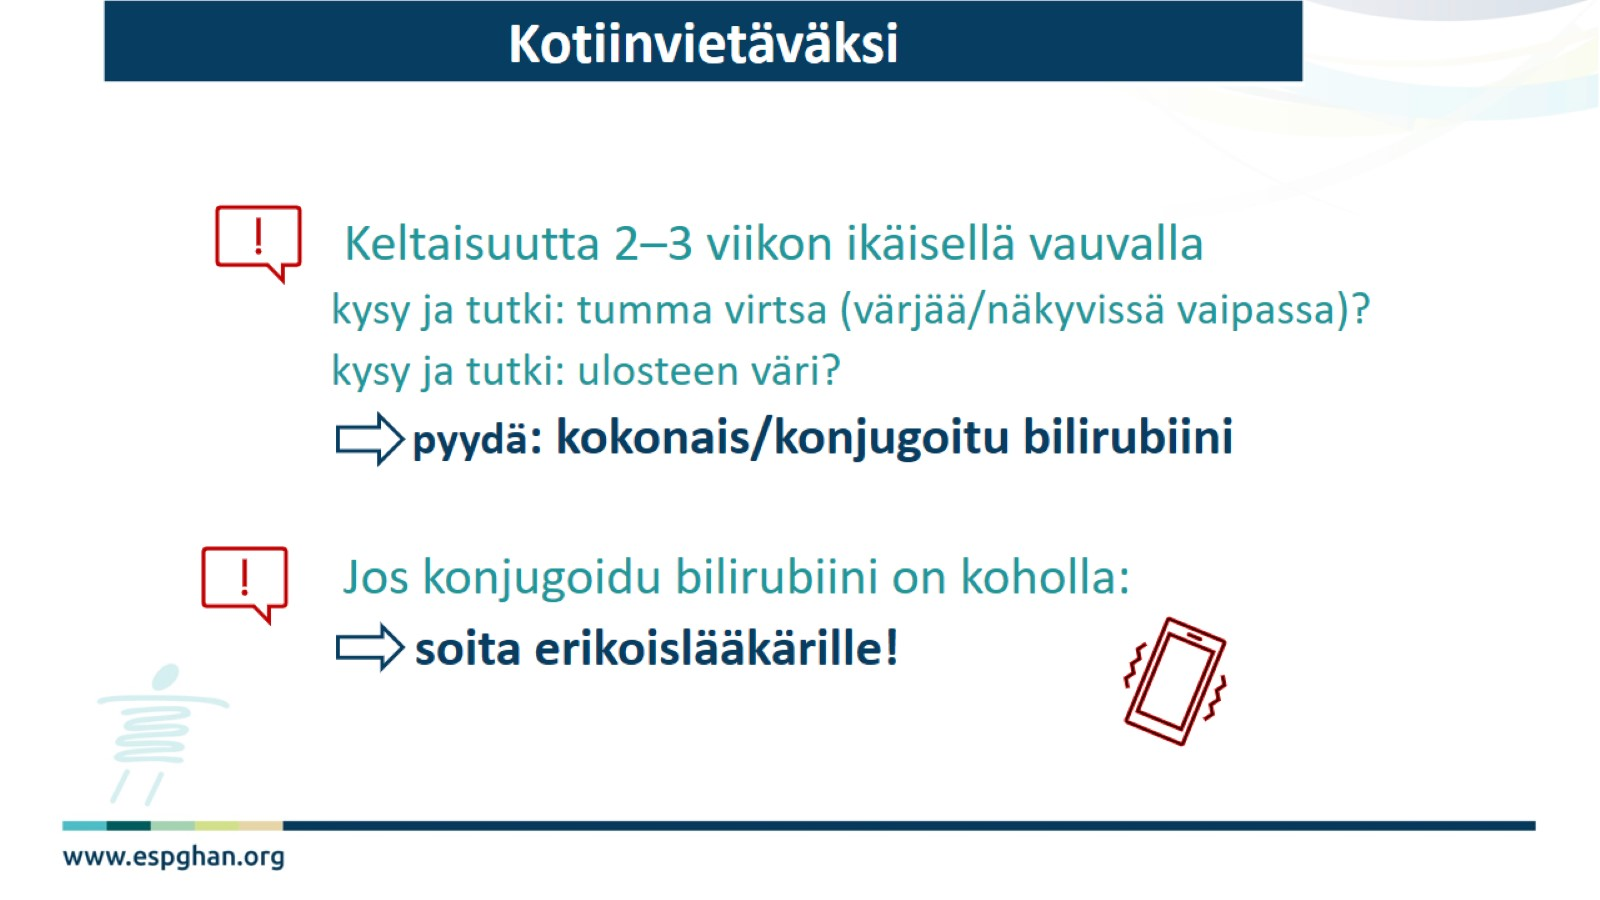 Kotiinvietäväksi
! Keltaisuutta 2–3 viikon ikäisellä vauvalla
kysy ja tutki: tumma virtsa (värjää/näkyvissä vaipassa)?
kysy ja tutki: ulosteen väri?
pyydä: kokonais/konjugoitu bilirubiini
! Jos konjugoidu bilirubiini on koholla:
soita erikoislääkärille!
www.espghan.org